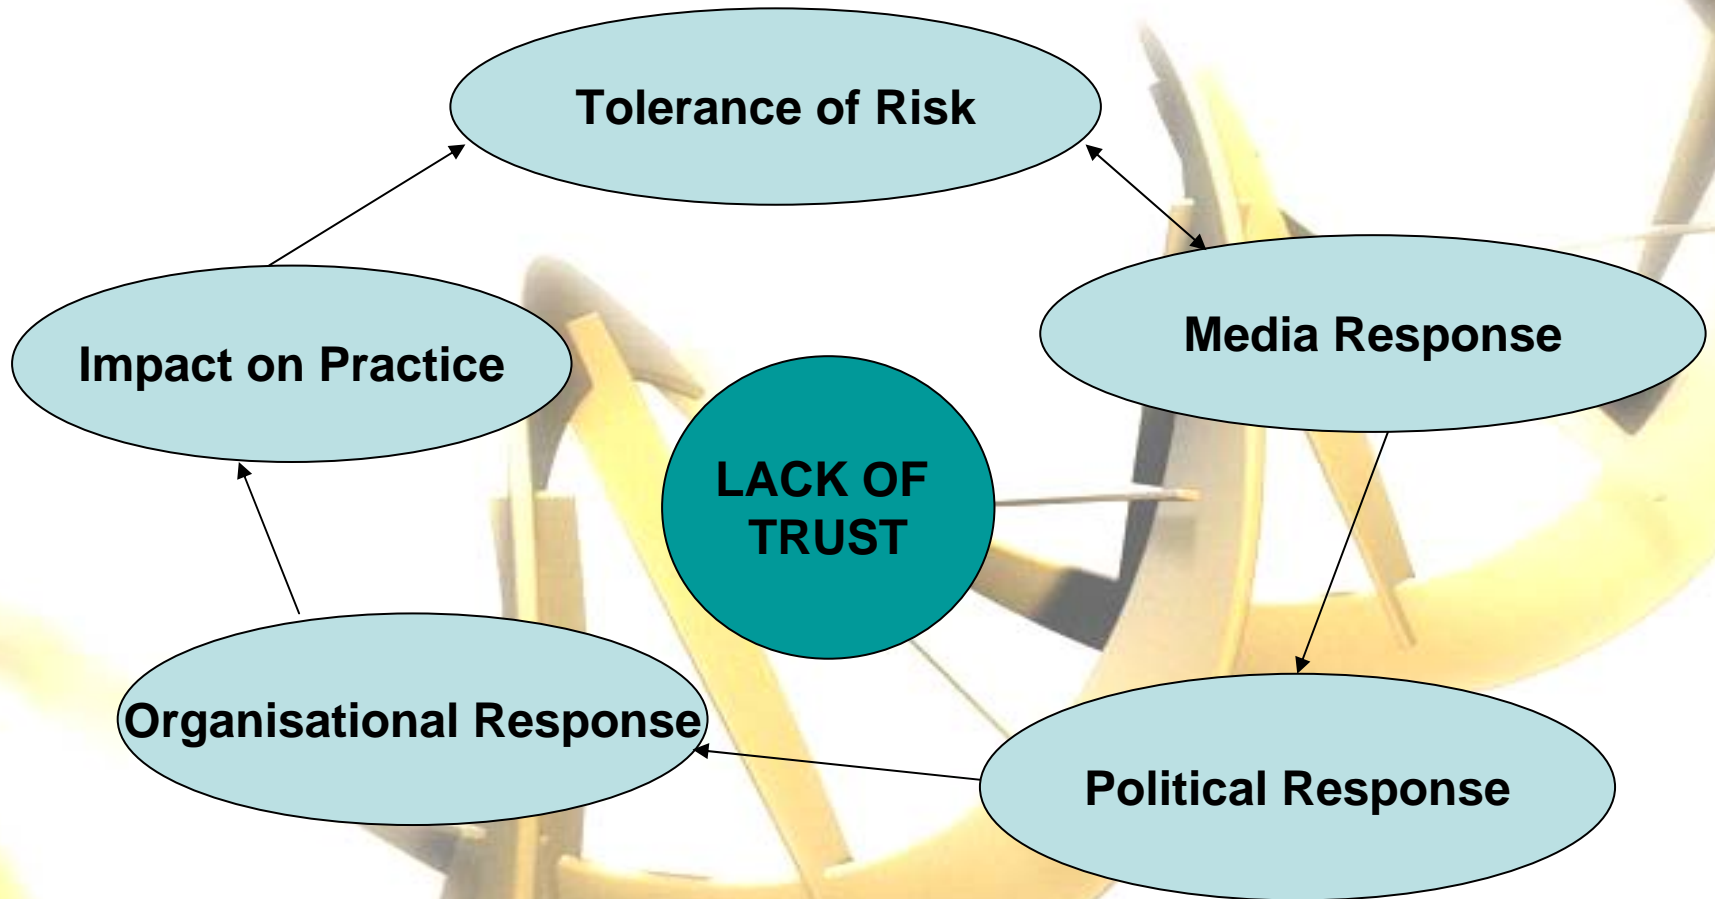 Tolerance of Risk
Media Response
Impact on Practice
LACK OF
TRUST
Organisational Response
Political Response